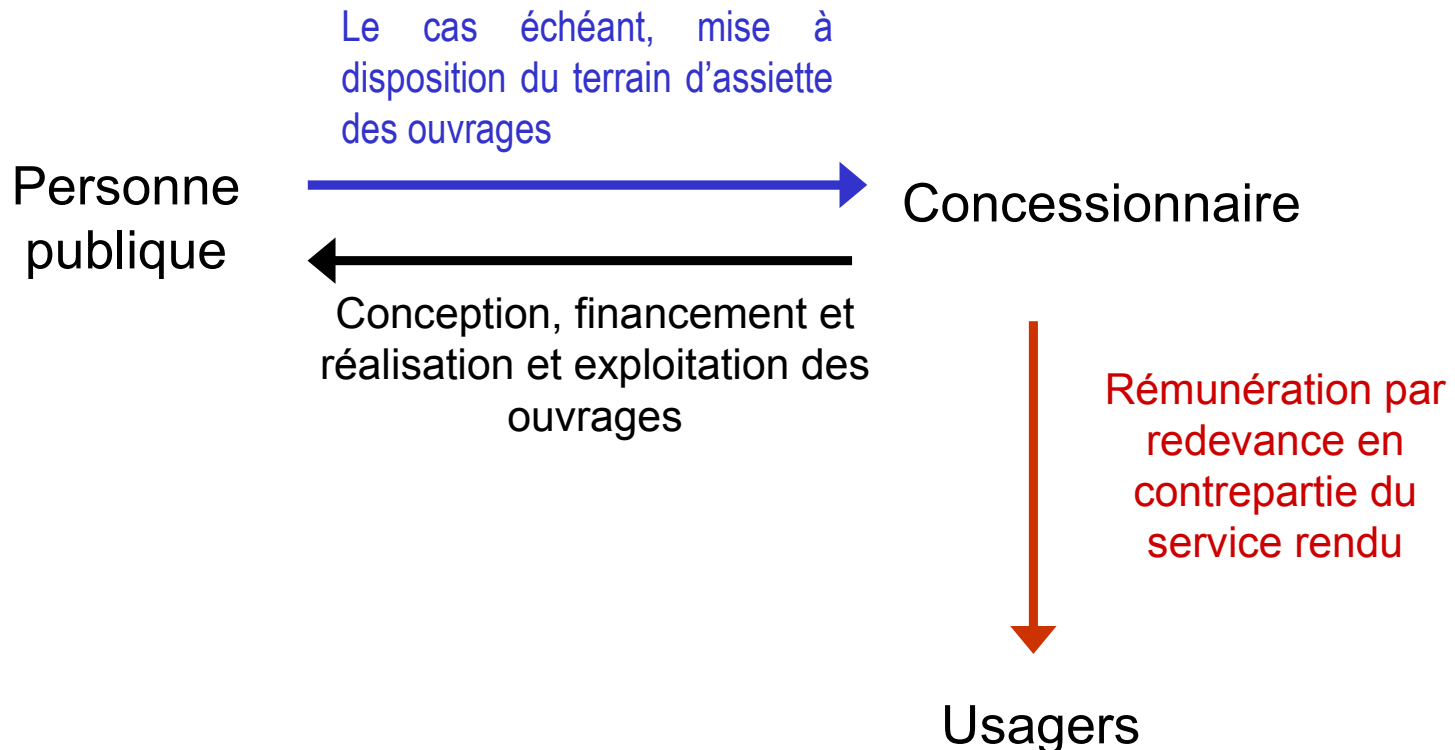 Le cas échéant, mise à
disposition du terrain d’assiette
des ouvrages
Personne
publique
Concessionnaire
Conception, financement et
réalisation et exploitation des
ouvrages
Rémunération par
redevance en
contrepartie du
service rendu
Usagers